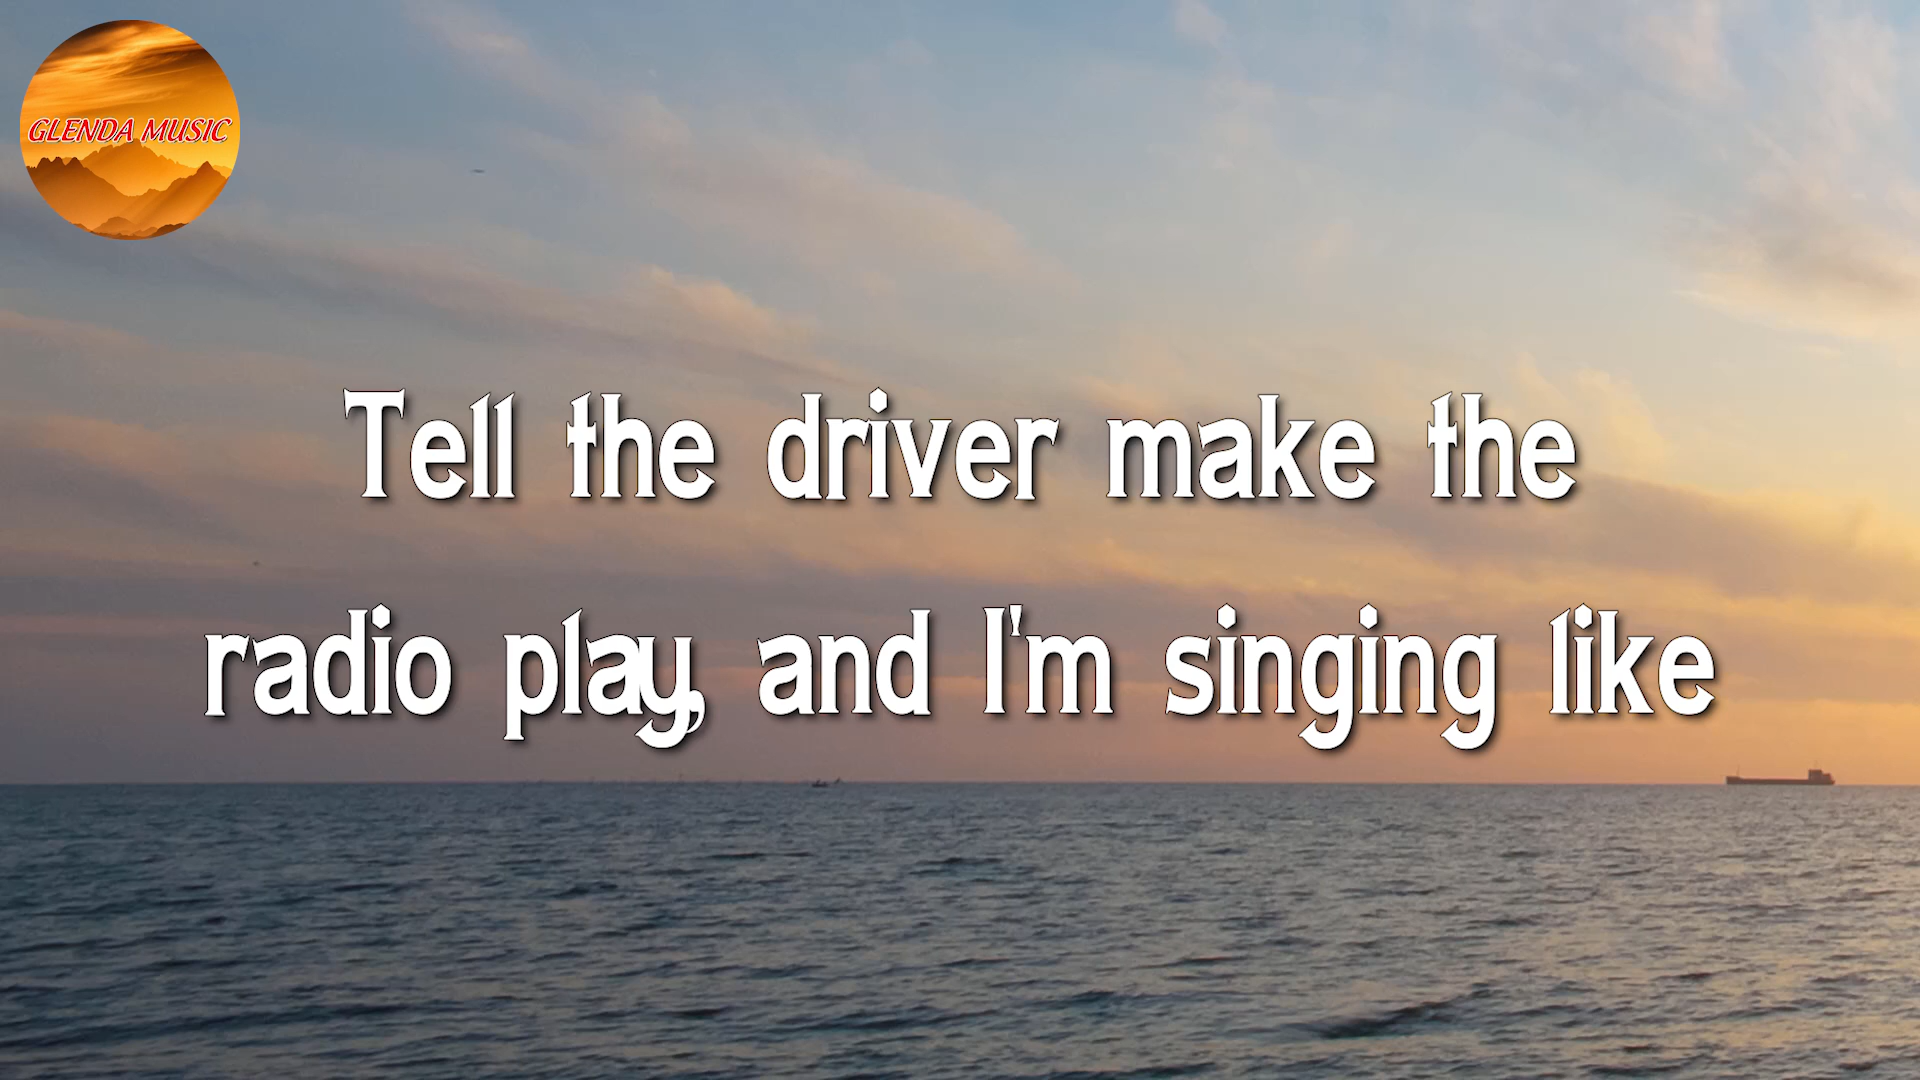 GLENDA MUSIC
Tell the driver make the
radio play, and I'm singing like